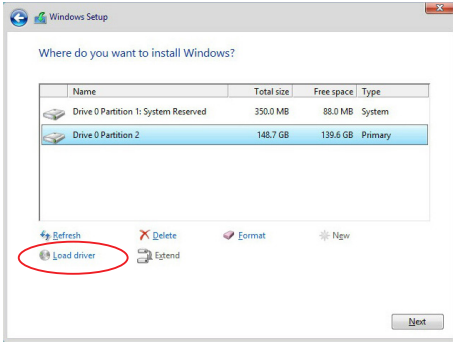 Windows Setup
Where do you want to install Windows?
Name Total size Free space Type
Drive 0 Partition 1: System Reserved 350.0 MB 88.0 MB System
Drive 0 Partition 2 148.7 GB 139.6 GB Primary
Refresh Delete Format New
Load driver Extend
Next